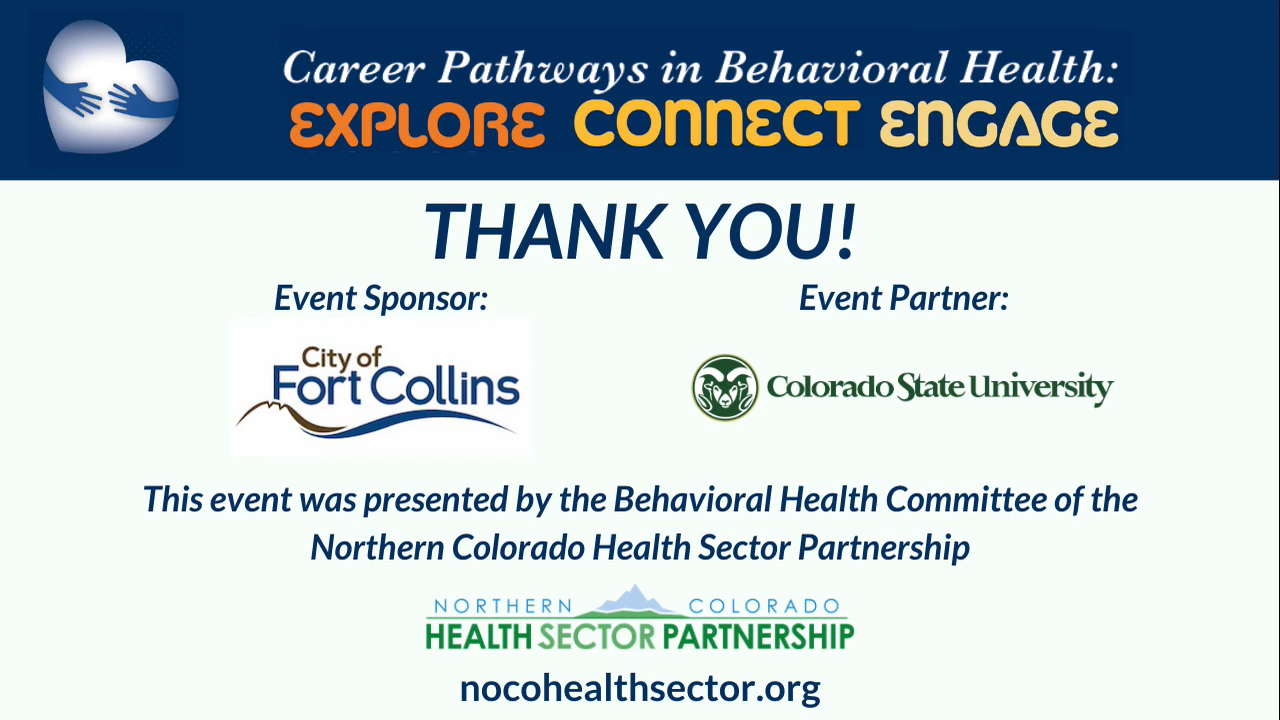 Career Pathways in Behavioral Health:
EXPLORE CONNECT ENGAGE
THANK YOU!
Event Sponsor:
City of
Fort Collins
Event Partner:
Colorado State University
This event was presented by the Behavioral Health Committee of the
Northern Colorado Health Sector Partnership
NORTHERN COLORADO
HEALTH SECTOR PARTNERSHIP
nocohealthsector.org